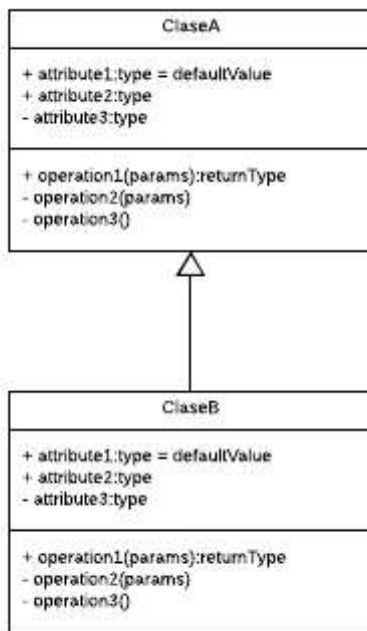 ClaseA
+ attribute1:type = defaultValue
+ attribute2:type
- attribute3:type
+ operation1(params):returnType
- operation2(params)
- operation3()
ClaseB
+ attribute1:type = defaultValue
+ attribute2:type
- attribute3:type
+ operation1(params):returnType
- operation2(params)
- operation3()